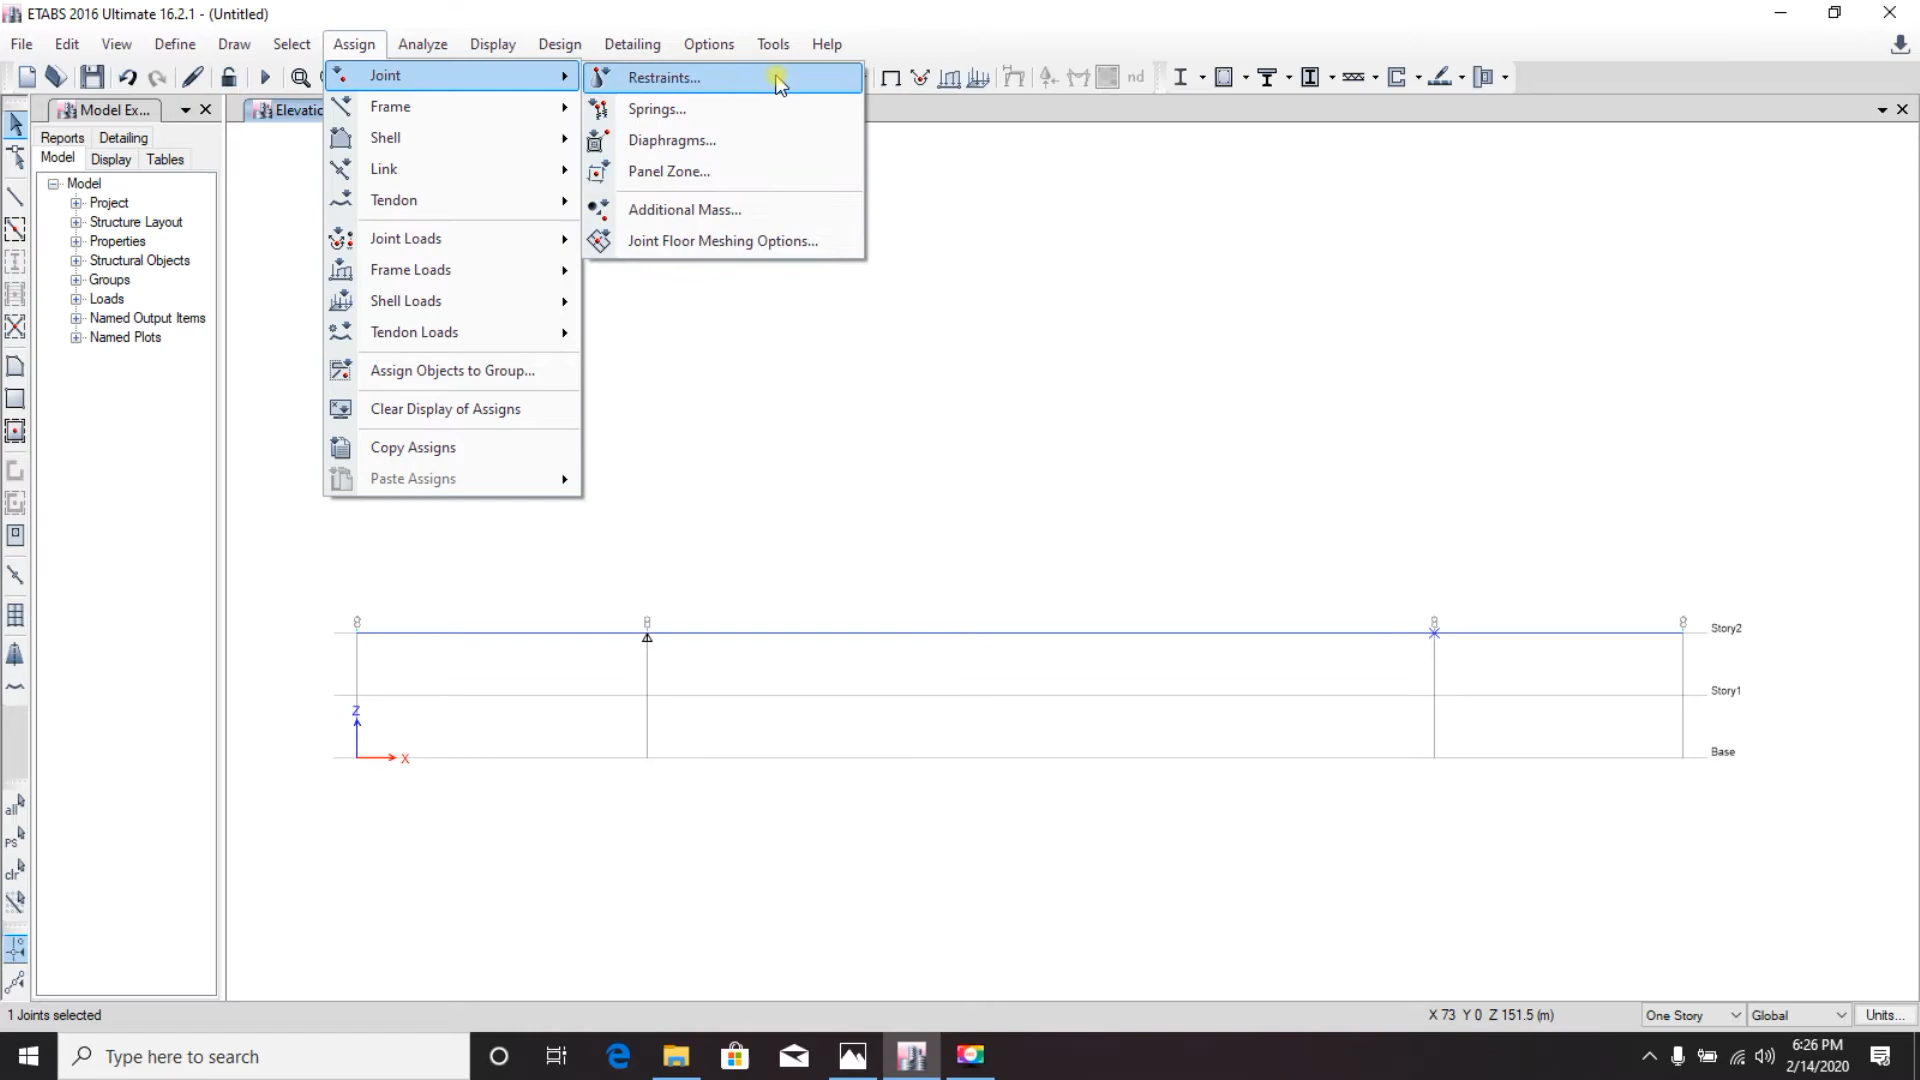 ETABS 2016 Ultimate 16.2.1 - (Untitled)
File Edit View Define Draw Select Assign Analyze Display Design Detailing Options Tools Help
nd
Model Ex...
Elevatio
Reports Detailing
Model Display Tables
Model
Project
Structure Layout
Properties
Structural Objects
Groups
Loads
Named Output Items
Named Plots
Joint
Frame
Shell
Link
Tendon
Joint Loads
Frame Loads
Shell Loads
Tendon Loads
Assign Objects to Group...
Clear Display of Assigns
Copy Assigns
Paste Assigns
Restraints...
Springs...
Diaphragms...
Panel Zone...
Additional Mass...
Joint Floor Meshing Options...
Story2
Story1
Base
Z
X
all
PS
clr
1 Joints selected
X 73 Y 0 Z 151.5 (m)
One Story
Global
Units...
Type here to search
6:26 PM
2/14/2020